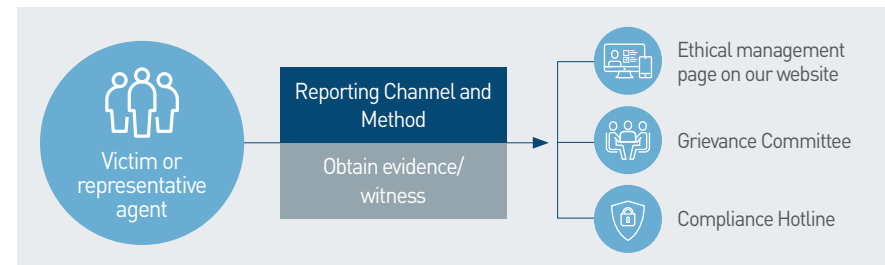 Victim or
representative
agent
Reporting Channel and
Method
Obtain evidence/
witness
Ethical management
page on our website
Grievance Committee
Compliance Hotline